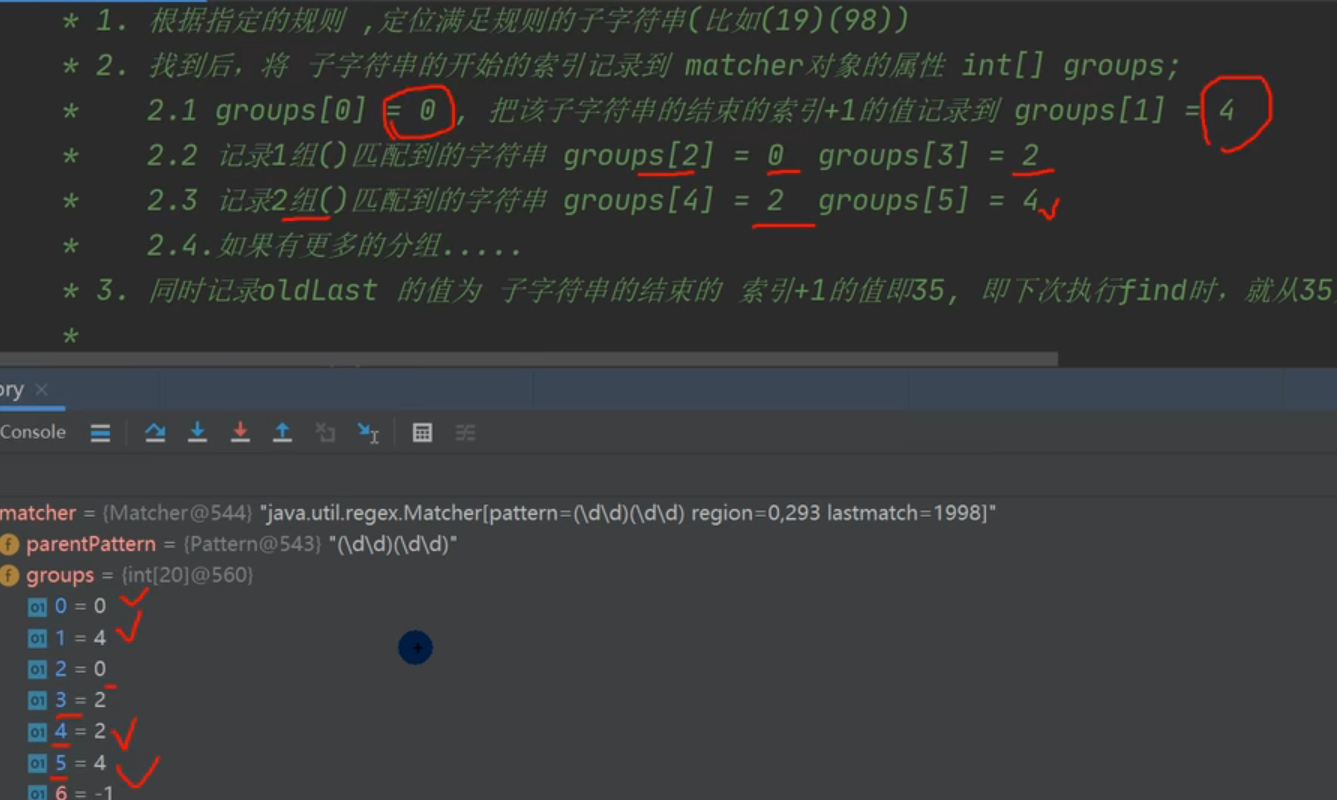 * 1. 根据指定的规则 ,定位满足规则的子字符串(比如(19)(98))
* 2. 找到后，将 子字符串的开始的索引记录到 matcher对象的属性 int[] groups;
* 2.1 groups[0] = 0 , 把该子字符串的结束的索引+1的值记录到 groups[1] = 4
* 2.2 记录1组()匹配到的字符串 groups[2] = 0 groups[3] = 2
* 2.3 记录2组()匹配到的字符串 groups[4] = 2 groups[5] = 4
* 2.4.如果有更多的分组.....
* 3. 同时记录oldLast 的值为 子字符串的结束的 索引+1的值即35, 即下次执行find时，就从35
*
ory ×
Console
matcher = {Matcher@544} "java.util.regex.Matcher[pattern=(\d\d)(\d\d) region=0,293 lastmatch=1998]"
f parentPattern = {Pattern@543} "(\d\d)(\d\d)"
f groups = {int[20]@560}
01 0 = 0
01 1 = 4
01 2 = 0
01 3 = 2
01 4 = 2
01 5 = 4
01 6 = -1